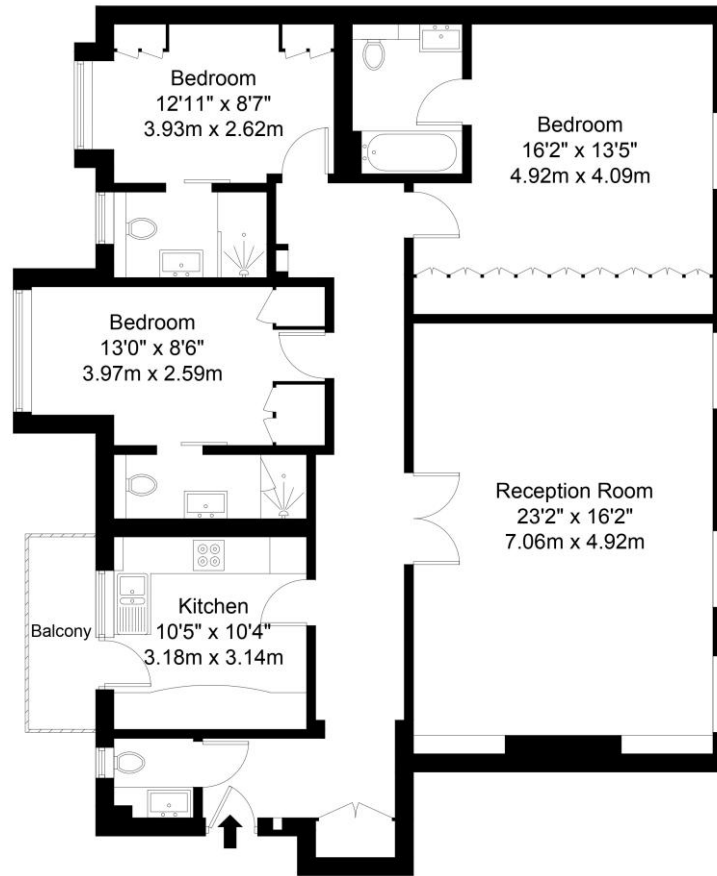 Bedroom
12'11" x 8'7"
3.93m x 2.62m
Bedroom
16'2" x 13'5"
4.92m x 4.09m
Bedroom
13'0" x 8'6"
3.97m x 2.59m
Reception Room
23'2" x 16'2"
7.06m x 4.92m
Kitchen
10'5" x 10'4"
3.18m x 3.14m
Balcony